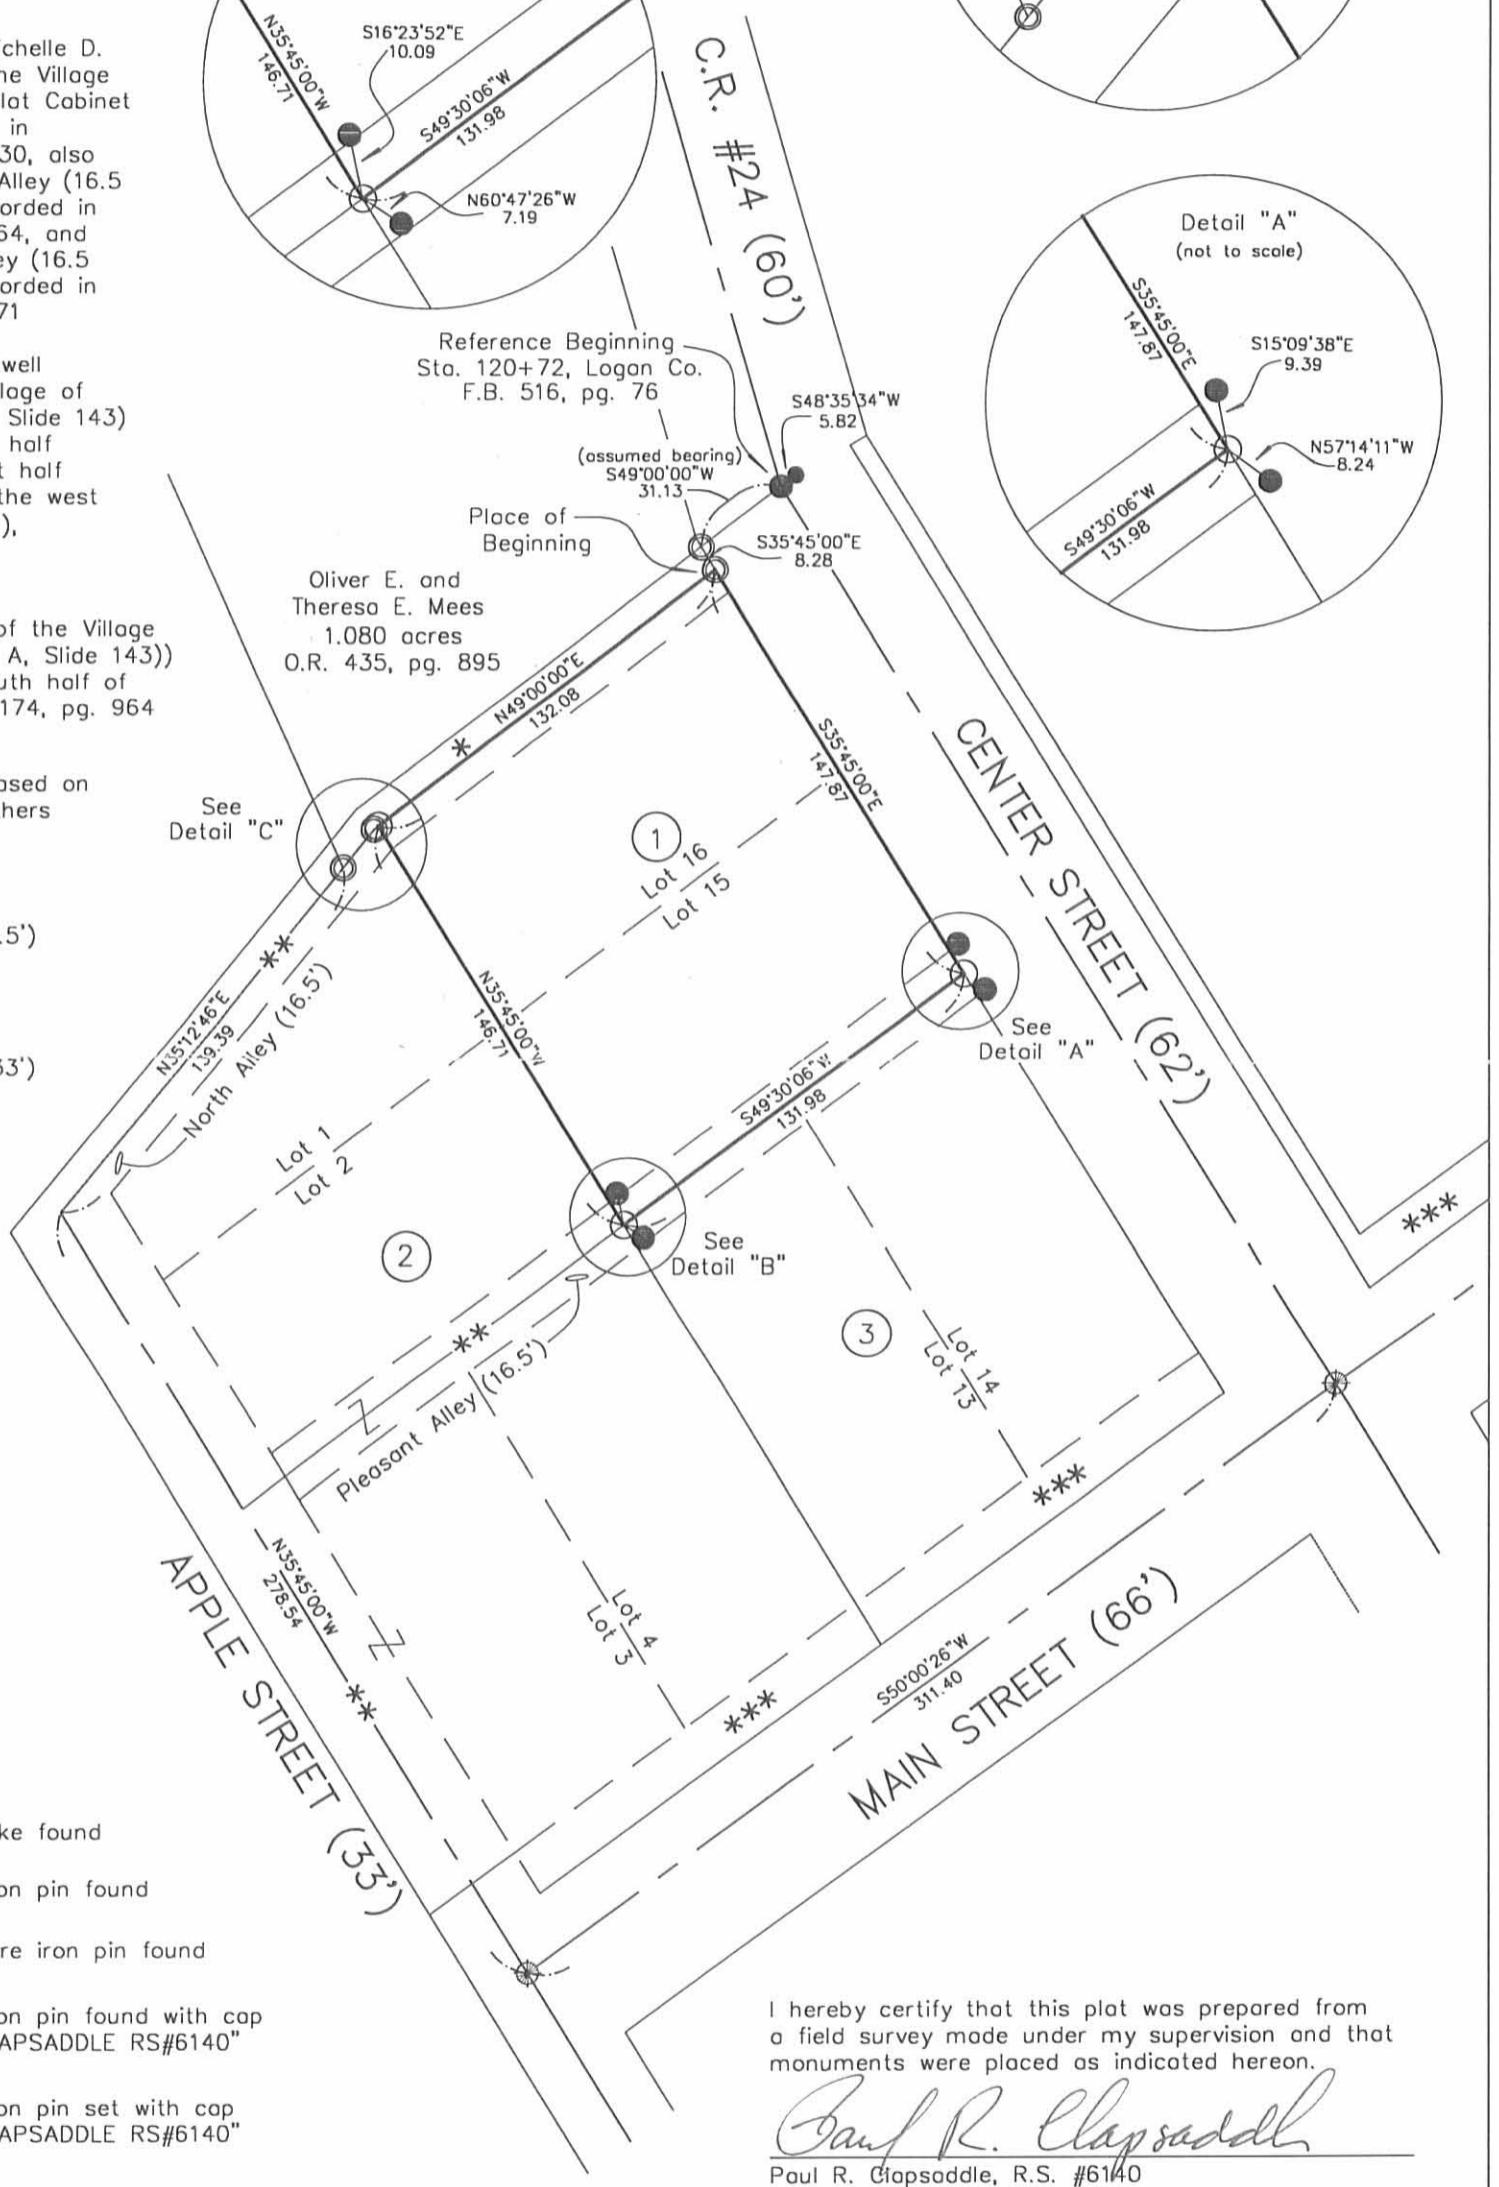 chelle D.
he Village
lat Cabinet
in
30, also
Alley (16.5
orded in
64, and
ey (16.5
orded in
71
well
lage of
Slide 143)
half
t half
the west
),
of the Village
A, Slide 143))
uth half of
174, pg. 964
ased on
thers
.5')
33')
N35°45'00"W
146.71
S16°23'52"E
10.09
S49°30'06"W
131.98
N60°47'26"W
7.19
C.R. #24 (60')
Detail "A"
(not to scale)
S35°45'00"E
147.87
S15°09'38"E
9.39
N57°14'11"W
8.24
S49°30'06"W
131.98
Reference Beginning
Sta. 120+72, Logan Co.
F.B. 516, pg. 76
S48°35'34"W
5.82
(assumed bearing)
S49°00'00"W
31.13
Place of
Beginning
S35°45'00"E
8.28
Oliver E. and
Theresa E. Mees
1.080 acres
O.R. 435, pg. 895
N49°00'00"E
132.08
*
S35°45'00"E
147.87
CENTER STREET (62')
See
Detail "C"
1
Lot 16
Lot 15
**
N35°12'46"E
139.39
North Alley (16.5')
N35°45'00"W
146.71
See
Detail "A"
S49°30'06"W
131.98
Lot 1
Lot 2
2
See
Detail "B"
***
**
Pleasant Alley (16.5')
3
Lot 14
Lot 13
***
N35°45'00"W
278.54
**
APPLE STREET (33')
Lot 4
Lot 3
***
S50°00'26"W
311.40
MAIN STREET (66')
ke found
on pin found
re iron pin found
on pin found with cap
APSADDLE RS#6140"
on pin set with cap
APSADDLE RS#6140"
I hereby certify that this plat was prepared from
a field survey made under my supervision and that
monuments were placed as indicated hereon.
Paul R. Clapsaddle
Paul R. Clapsaddle, R.S. #6140